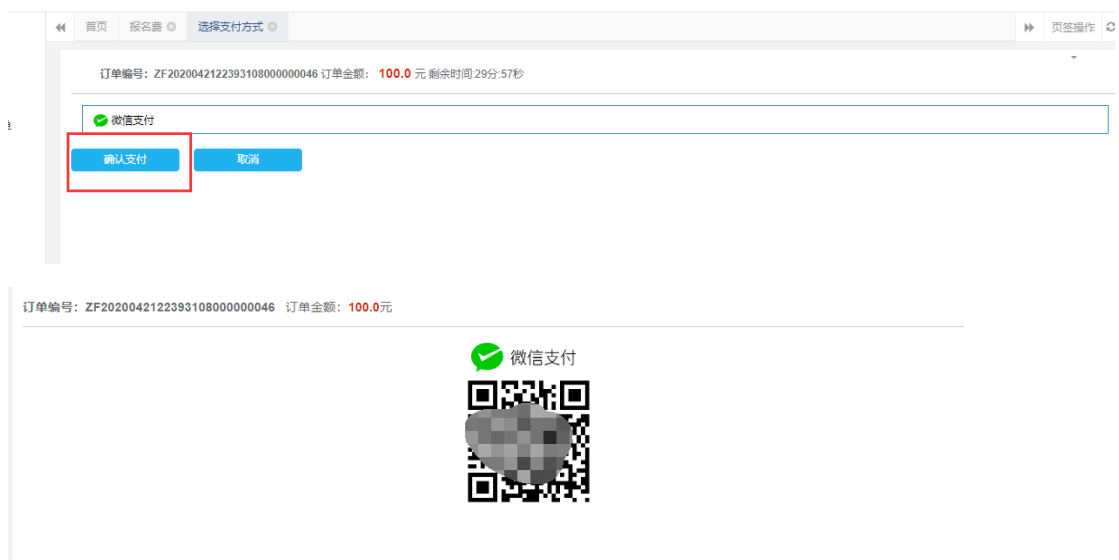 首页 报名费 选择支付方式 页签操作
订单编号：ZF20200421223931080000000046 订单金额： 100.0 元 剩余时间:29分:57秒
微信支付
确认支付 取消
订单编号：ZF20200421223931080000000046 订单金额：100.0元
微信支付